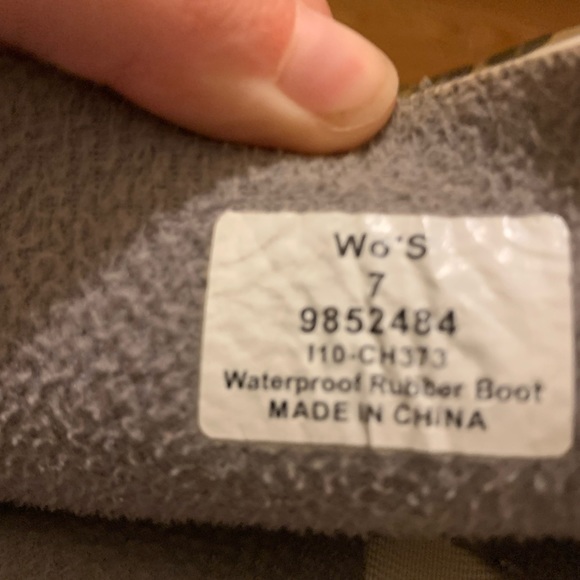 Wo'S
7
9852484
I10-CH373
Waterproof Rubber Boot
MADE IN CHINA